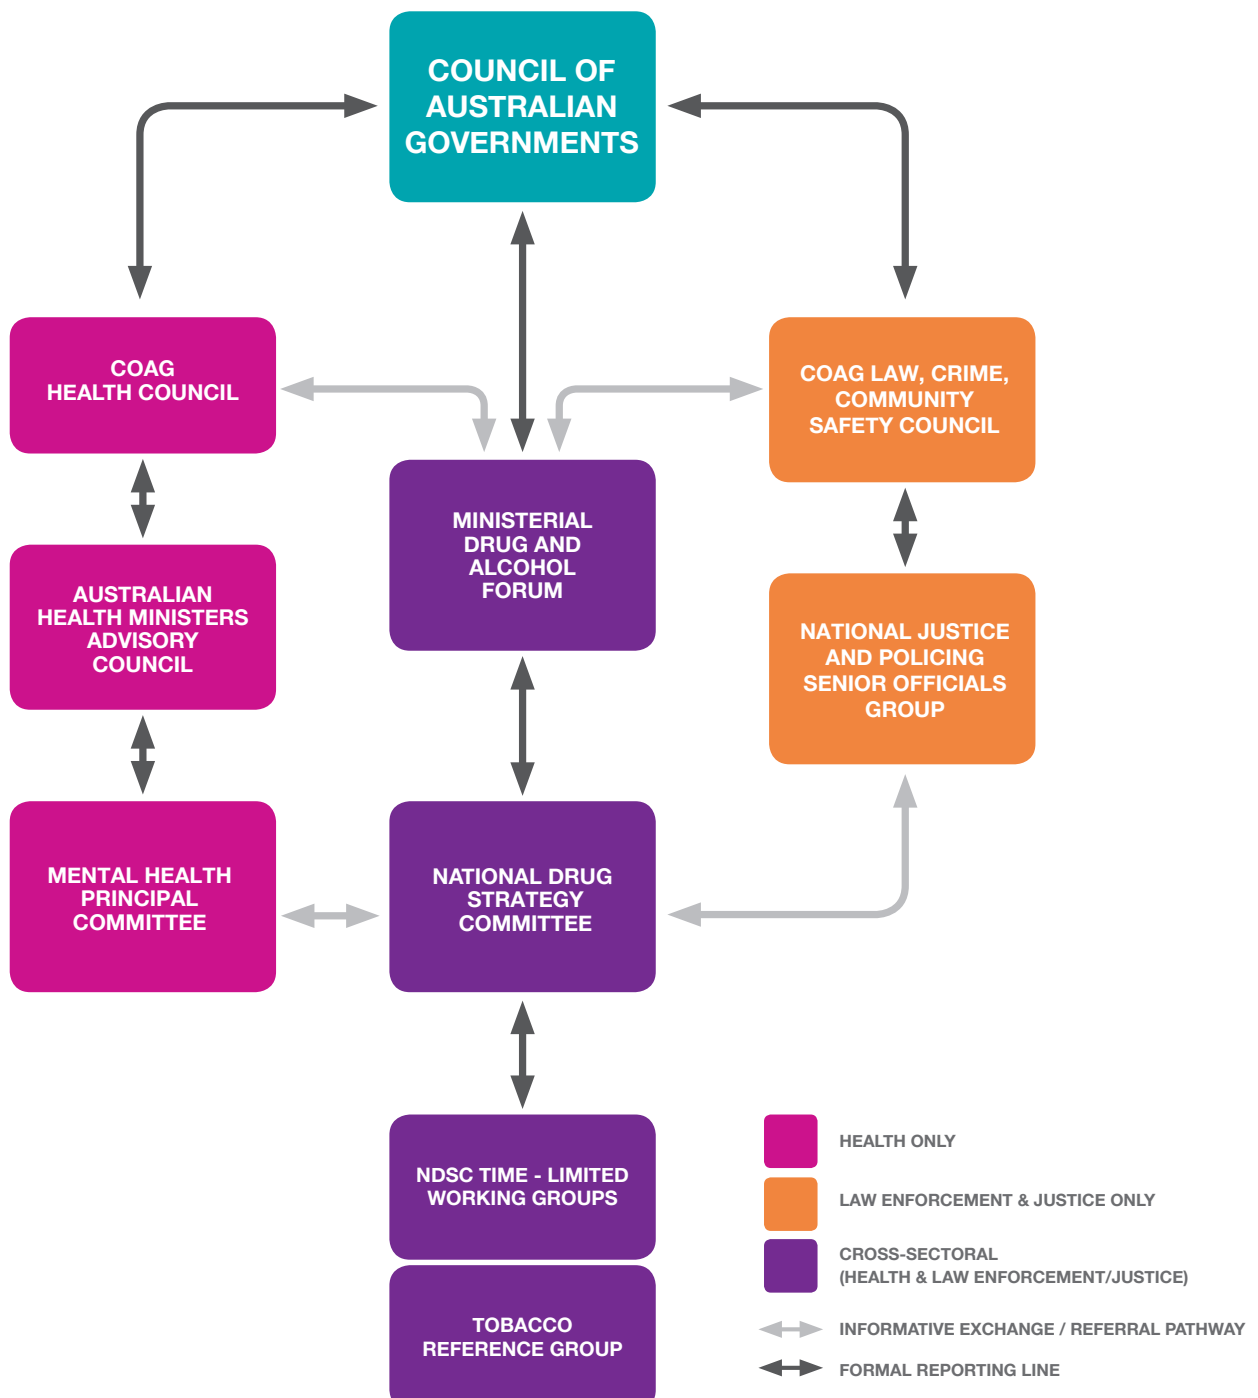 COUNCIL OF
AUSTRALIAN
GOVERNMENTS
COAG
HEALTH COUNCIL
COAG LAW, CRIME,
COMMUNITY
SAFETY COUNCIL
MINISTERIAL
DRUG AND
ALCOHOL
FORUM
AUSTRALIAN
HEALTH MINISTERS
ADVISORY
COUNCIL
NATIONAL JUSTICE
AND POLICING
SENIOR OFFICIALS
GROUP
MENTAL HEALTH
PRINCIPAL
COMMITTEE
NATIONAL DRUG
STRATEGY
COMMITTEE
NDSC TIME - LIMITED
WORKING GROUPS
TOBACCO
REFERENCE GROUP
HEALTH ONLY
LAW ENFORCEMENT & JUSTICE ONLY
CROSS-SECTORAL
(HEALTH & LAW ENFORCEMENT/JUSTICE)
INFORMATIVE EXCHANGE / REFERRAL PATHWAY
FORMAL REPORTING LINE